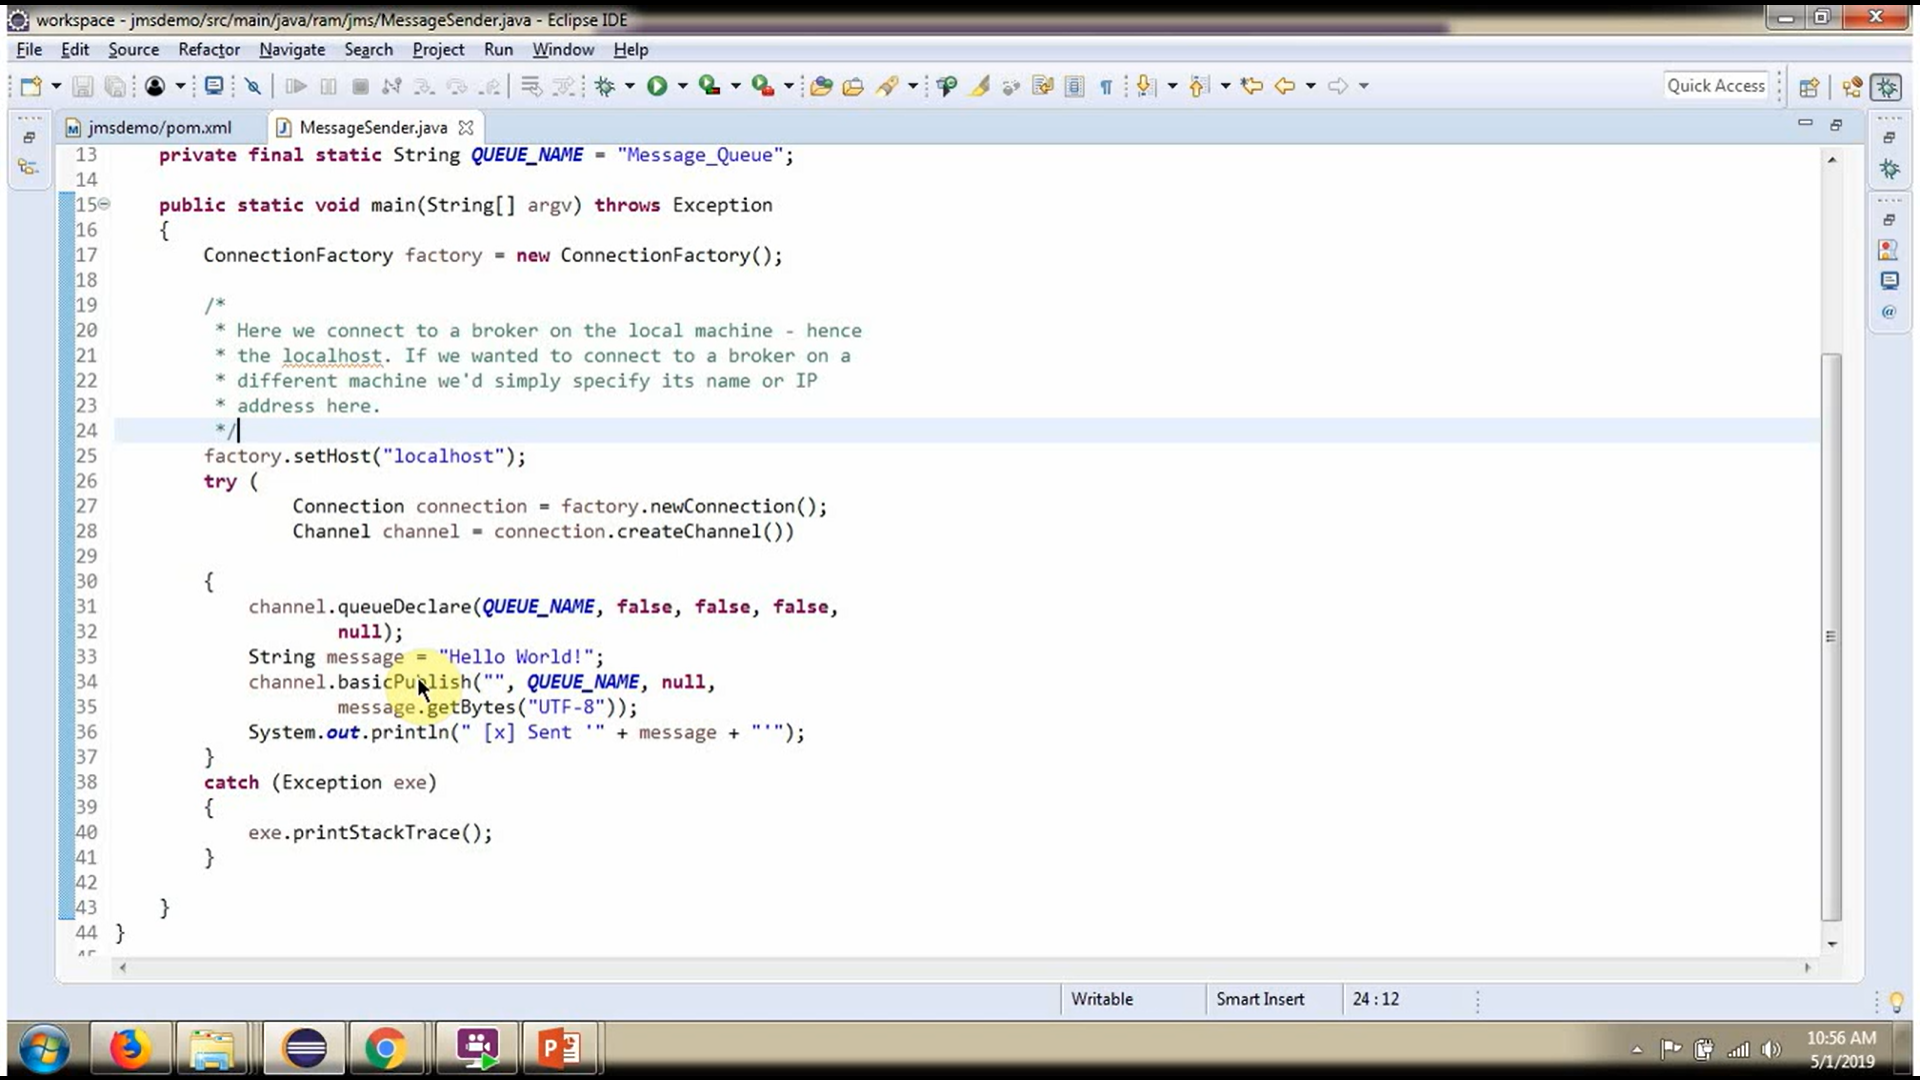 workspace - jmsdemo/src/main/java/ram/jms/MessageSender.java - Eclipse IDE
File Edit Source Refactor Navigate Search Project Run Window Help
Quick Access
jmsdemo/pom.xml MessageSender.java
13 private final static String QUEUE_NAME = "Message_Queue";
14
15 public static void main(String[] argv) throws Exception
16 {
17 ConnectionFactory factory = new ConnectionFactory();
18
19 /*
20 * Here we connect to a broker on the local machine - hence
21 * the localhost. If we wanted to connect to a broker on a
22 * different machine we'd simply specify its name or IP
23 * address here.
24 */
25 factory.setHost("localhost");
26 try (
27 Connection connection = factory.newConnection();
28 Channel channel = connection.createChannel())
29
30 {
31 channel.queueDeclare(QUEUE_NAME, false, false, false,
32 null);
33 String message = "Hello World!";
34 channel.basicPublish("", QUEUE_NAME, null,
35 message.getBytes("UTF-8"));
36 System.out.println(" [x] Sent '" + message + "'");
37 }
38 catch (Exception exe)
39 {
40 exe.printStackTrace();
41 }
42
43 }
44 }
Writable Smart Insert 24 : 12
10:56 AM
5/1/2019